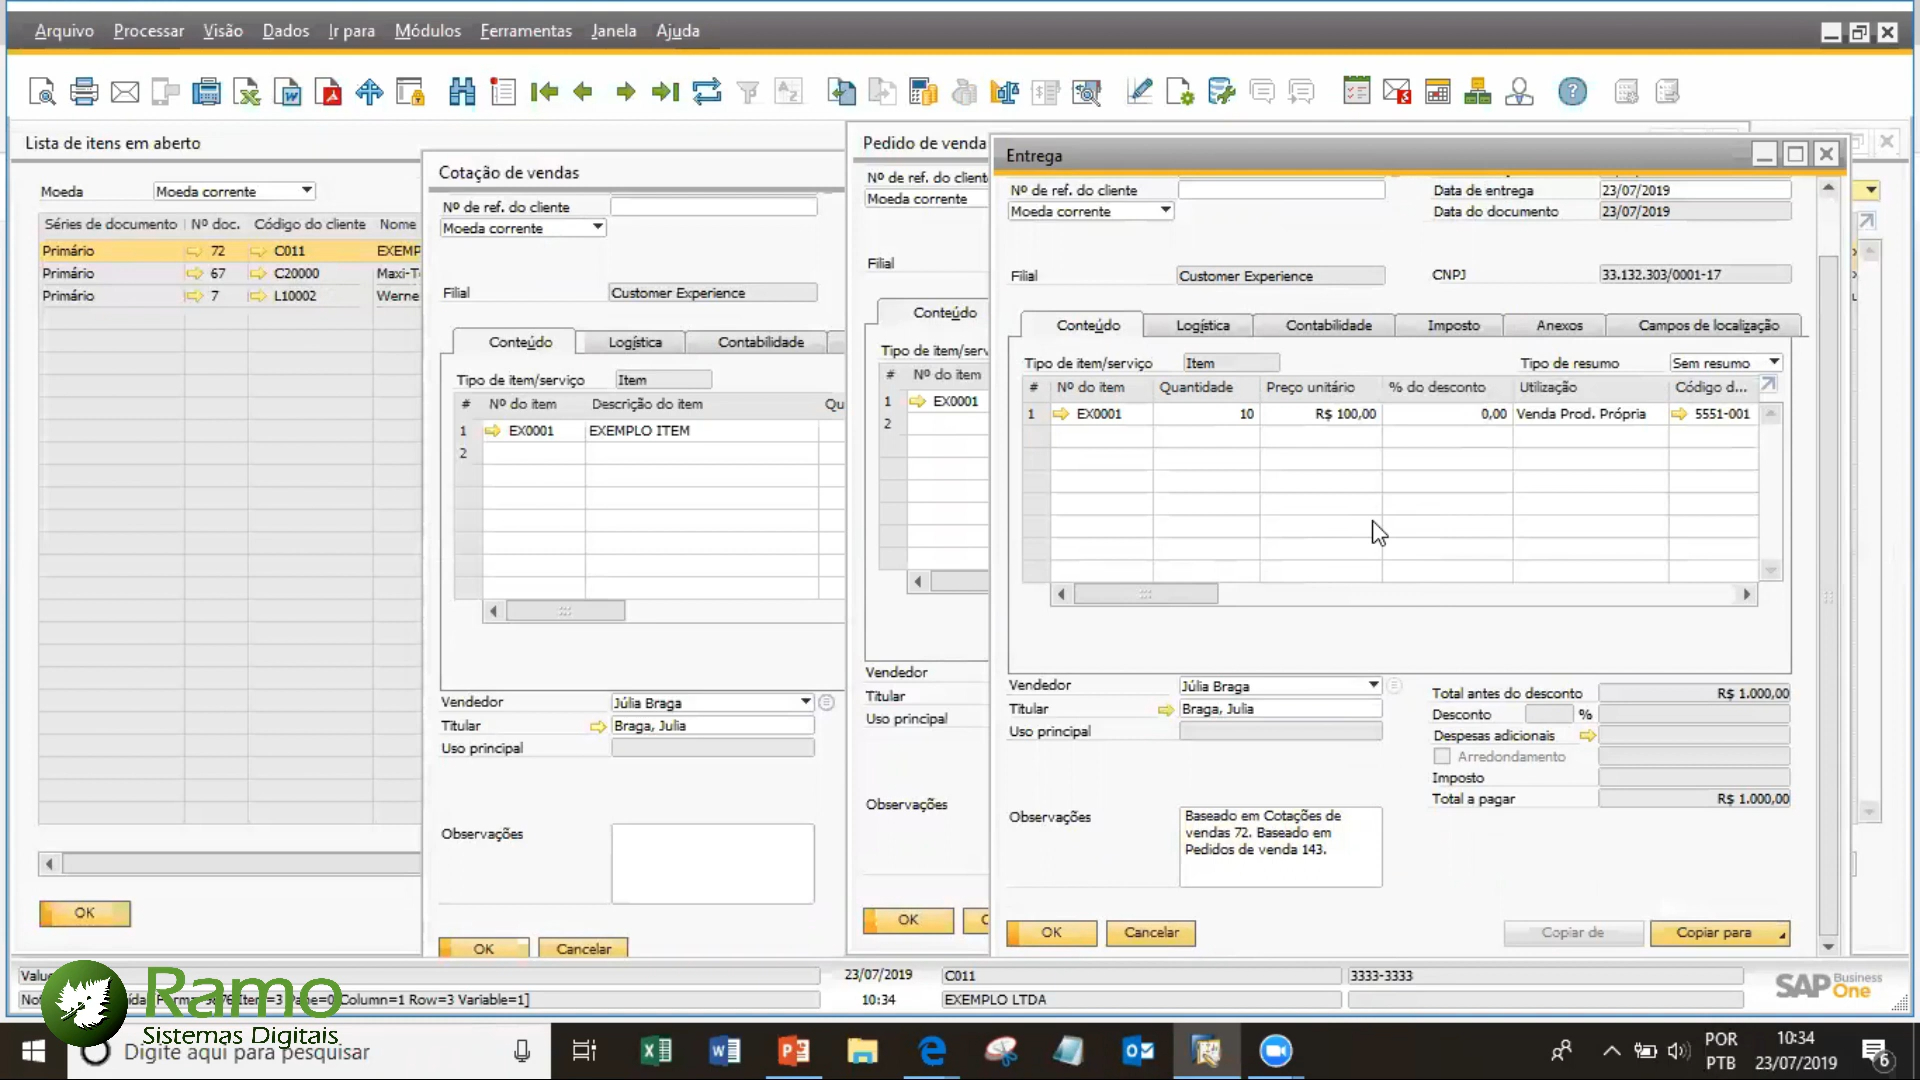 Arquivo Processar Visão Dados Ir para Módulos Ferramentas Janela Ajuda
Lista de itens em aberto
Moeda Moeda corrente
Séries de documento Nº doc. Código do cliente Nome
Primário 72 C011 EXEMP
Primário 67 C20000 Maxi-T
Primário 7 L10002 Werne
OK
Cotação de vendas
Nº de ref. do cliente
Moeda corrente
Filial Customer Experience
Conteúdo Logística Contabilidade
Tipo de item/serviço Item
# Nº do item Descrição do item Qu
1 EX0001 EXEMPLO ITEM
2
Vendedor Júlia Braga
Titular Braga, Julia
Uso principal
Observações
OK Cancelar
Pedido de venda
Nº de ref. do client
Moeda corrente
Filial
Conteúdo
Tipo de item/serv
# Nº do item
1 EX0001
2
Vendedor
Titular
Uso principal
Observações
OK C
Entrega
Nº de ref. do cliente
Moeda corrente
Data de entrega 23/07/2019
Data do documento 23/07/2019
Filial Customer Experience CNPJ 33.132.303/0001-17
Conteúdo Logística Contabilidade Imposto Anexos Campos de localização
Tipo de item/serviço Item Tipo de resumo Sem resumo
# Nº do item Quantidade Preço unitário % do desconto Utilização Código d...
1 EX0001 10 R$ 100,00 0,00 Venda Prod. Própria 5551-001
Vendedor Júlia Braga
Titular Braga, Julia
Uso principal
Total antes do desconto R$ 1.000,00
Desconto %
Despesas adicionais
Arredondamento
Imposto
Total a pagar R$ 1.000,00
Observações
Baseado em Cotações de
vendas 72. Baseado em
Pedidos de venda 143.
OK Cancelar Copiar de Copiar para
23/07/2019 C011 3333-3333
10:34 EXEMPLO LTDA
Column=1 Row=3 Variable=1]
SAP Business One
Ramo
Sistemas Digitais
Digite aqui para pesquisar
POR
PTB
10:34
23/07/2019
6